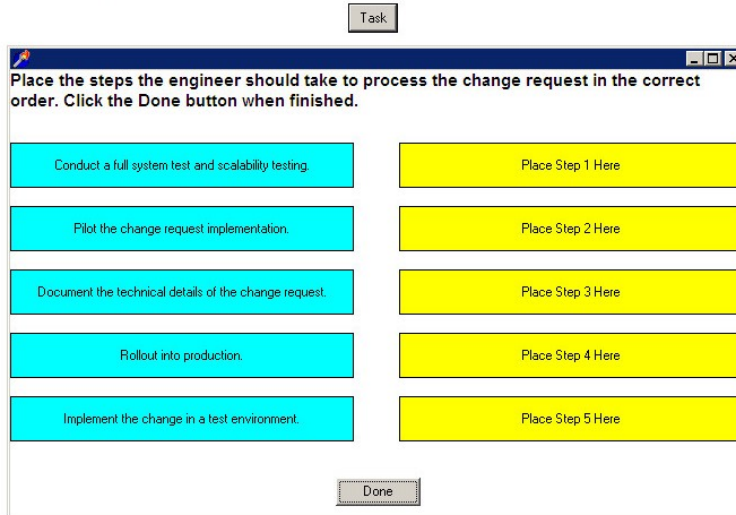 Task
Place the steps the engineer should take to process the change request in the correct
order. Click the Done button when finished.
Conduct a full system test and scalability testing.
Place Step 1 Here
Pilot the change request implementation.
Place Step 2 Here
Document the technical details of the change request.
Place Step 3 Here
Rollout into production.
Place Step 4 Here
Implement the change in a test environment.
Place Step 5 Here
Done